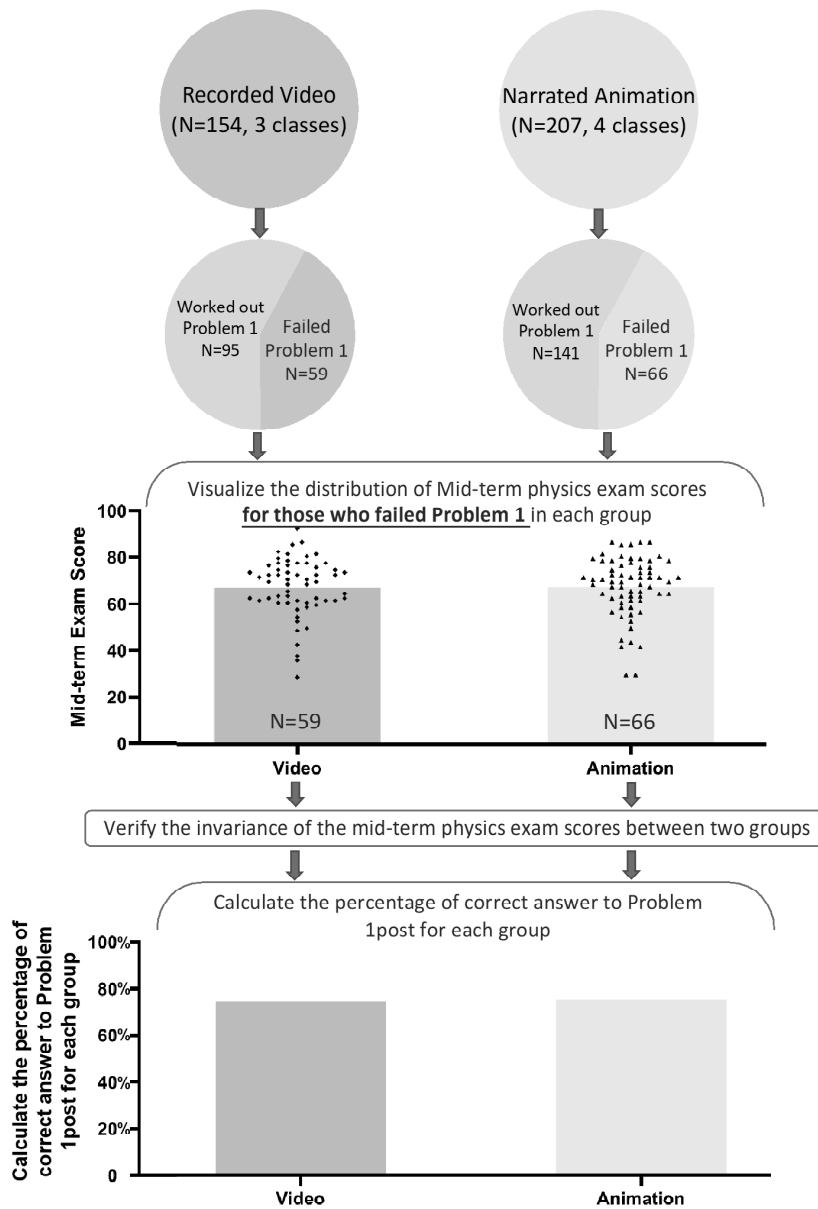 Recorded Video
(N=154, 3 classes)
Narrated Animation
(N=207, 4 classes)
Worked out
Problem 1
N=95
Failed
Problem 1
N=59
Worked out
Problem 1
N=141
Failed
Problem 1
N=66
Visualize the distribution of Mid-term physics exam scores
for those who failed Problem 1 in each group
Mid-term Exam Score
100
80
60
40
20
0
N=59
N=66
Video
Animation
Verify the invariance of the mid-term physics exam scores between two groups
Calculate the percentage of correct answer to Problem
1post for each group
Calculate the percentage of
correct answer to Problem
1post for each group
100%
80%
60%
40%
20%
0
Video
Animation